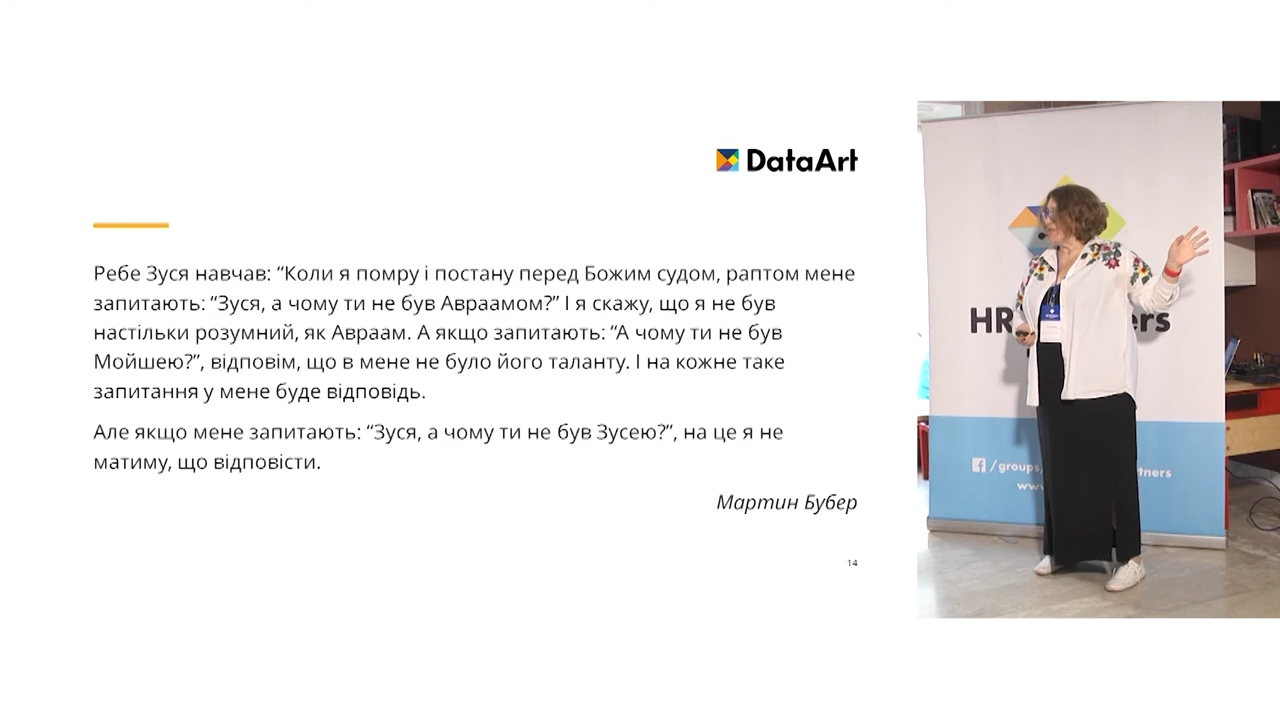 DataArt
Ребе Зуся навчав: “Коли я помру і постану перед Божим судом, раптом мене
запитають: “Зуся, а чому ти не був Авраамом?” І я скажу, що я не був
настільки розумний, як Авраам. А якщо запитають: “А чому ти не був
Мойшею?”, відповім, що в мене не було його таланту. І на кожне таке
запитання у мене буде відповідь.
Але якщо мене запитають: “Зуся, а чому ти не був Зусею?”, на це я не
матиму, що відповісти.
Мартин Бубер
14
HR
/groups/